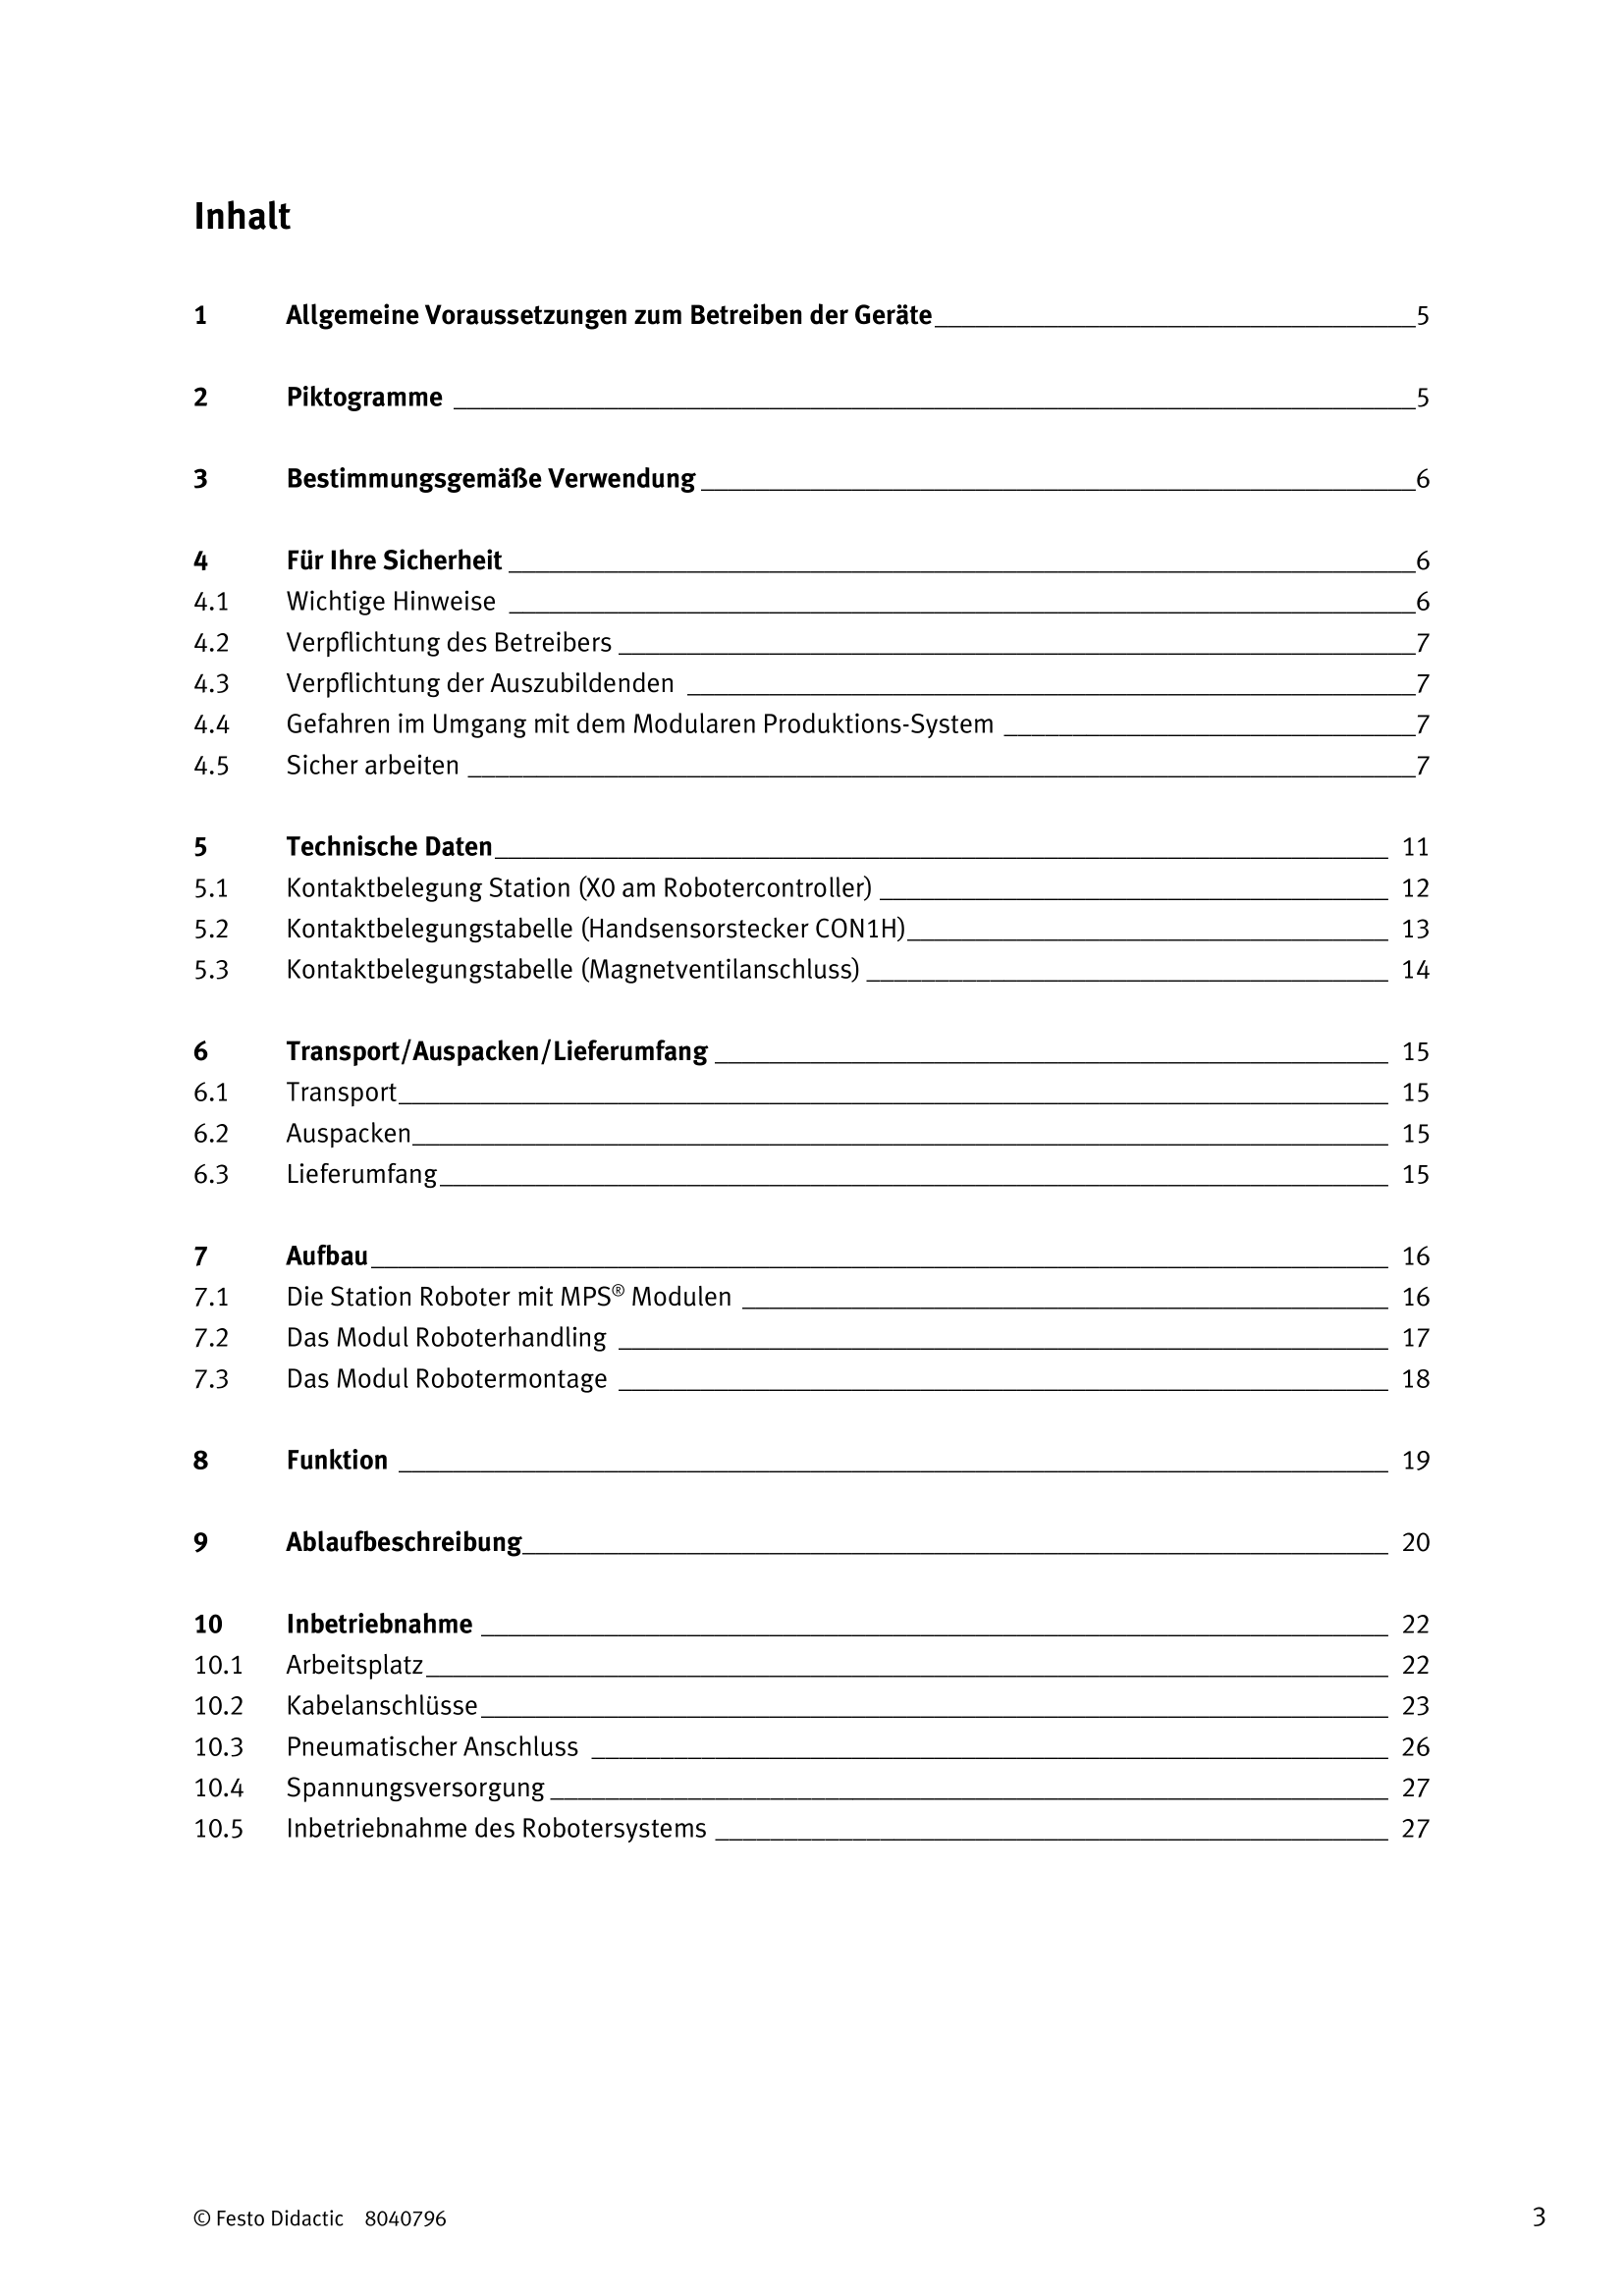 Inhalt
1 Allgemeine Voraussetzungen zum Betreiben der Geräte 5
2 Piktogramme 5
3 Bestimmungsgemäße Verwendung 6
4 Für Ihre Sicherheit 6
4.1 Wichtige Hinweise 6
4.2 Verpflichtung des Betreibers 7
4.3 Verpflichtung der Auszubildenden 7
4.4 Gefahren im Umgang mit dem Modularen Produktions-System 7
4.5 Sicher arbeiten 7
5 Technische Daten 11
5.1 Kontaktbelegung Station (X0 am Robotercontroller) 12
5.2 Kontaktbelegungstabelle (Handsensorstecker CON1H) 13
5.3 Kontaktbelegungstabelle (Magnetventilanschluss) 14
6 Transport/Auspacken/Lieferumfang 15
6.1 Transport 15
6.2 Auspacken 15
6.3 Lieferumfang 15
7 Aufbau 16
7.1 Die Station Roboter mit MPS® Modulen 16
7.2 Das Modul Roboterhandling 17
7.3 Das Modul Robotermontage 18
8 Funktion 19
9 Ablaufbeschreibung 20
10 Inbetriebnahme 22
10.1 Arbeitsplatz 22
10.2 Kabelanschlüsse 23
10.3 Pneumatischer Anschluss 26
10.4 Spannungsversorgung 27
10.5 Inbetriebnahme des Robotersystems 27
© Festo Didactic 8040796 3